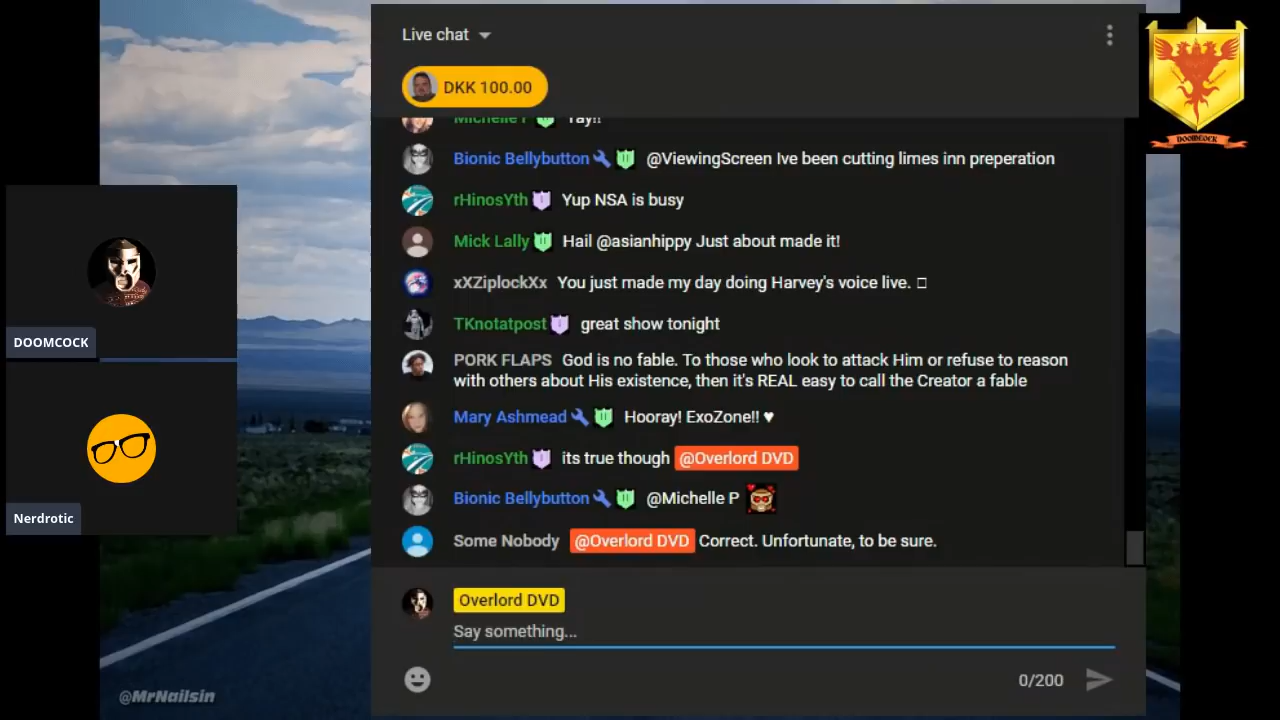 Live chat
DKK 100.00
Michelle P Yay!!
Bionic Bellybutton @ViewingScreen Ive been cutting limes inn preperation
rHinosYth Yup NSA is busy
Mick Lally Hail @asianhippy Just about made it!
xXZiplockXx You just made my day doing Harvey's voice live. □
TKnotatpost great show tonight
PORK FLAPS God is no fable. To those who look to attack Him or refuse to reason
with others about His existence, then it's REAL easy to call the Creator a fable
Mary Ashmead Hooray! ExoZone!! ♥
rHinosYth its true though @Overlord DVD
Bionic Bellybutton @Michelle P
Some Nobody @Overlord DVD Correct. Unfortunate, to be sure.
Overlord DVD
Say something...
0/200
DOOMCOCK
DOOMCOCK
Nerdrotic
@MrNailsin